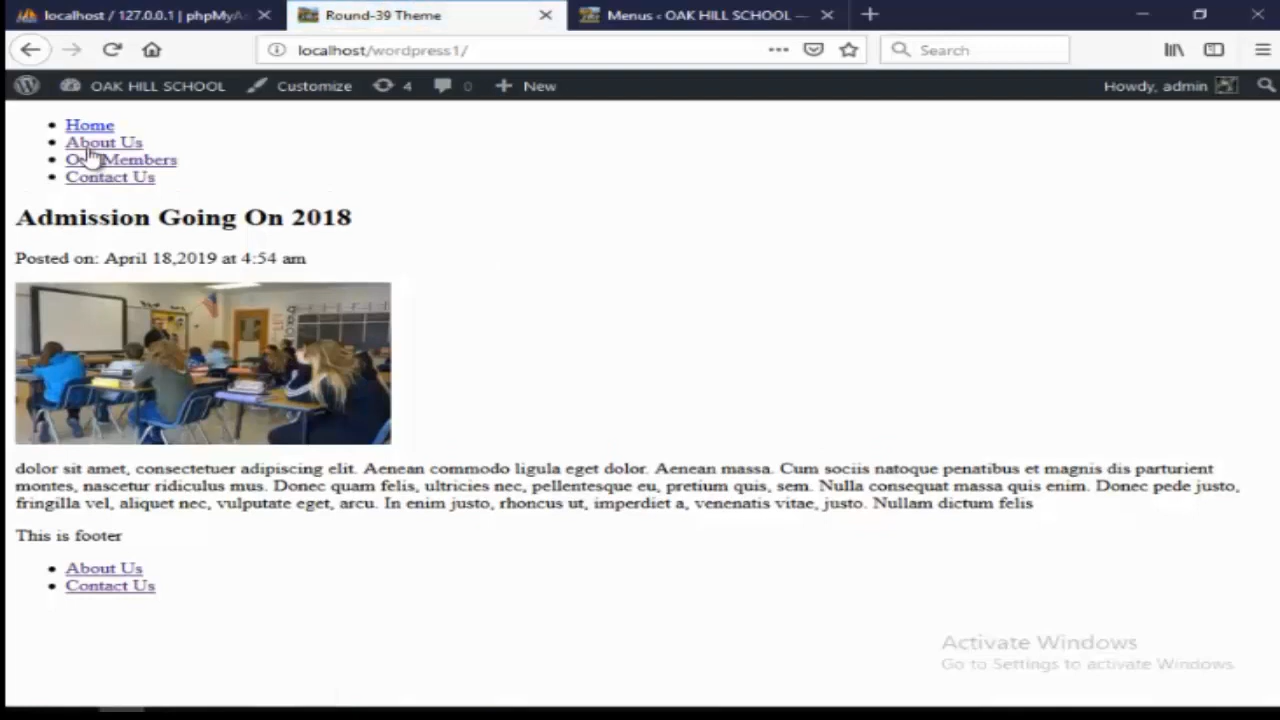 localhost / 127.0.0.1 | phpMyA
Round-39 Theme
Menus ‹ OAK HILL SCHOOL —
localhost/wordpress1/
Search
OAK HILL SCHOOL
Customize
4
0
New
Howdy, admin
Home
About Us
Members
Contact Us
Admission Going On 2018
Posted on: April 18,2019 at 4:54 am
dolor sit amet, consectetuer adipiscing elit. Aenean commodo ligula eget dolor. Aenean massa. Cum sociis natoque penatibus et magnis dis parturient
montes, nascetur ridiculus mus. Donec quam felis, ultricies nec, pellentesque eu, pretium quis, sem. Nulla consequat massa quis enim. Donec pede justo,
fringilla vel, aliquet nec, vulputate eget, arcu. In enim justo, rhoncus ut, imperdiet a, venenatis vitae, justo. Nullam dictum felis
This is footer
About Us
Contact Us
Activate Windows
Go to Settings to activate Windows.